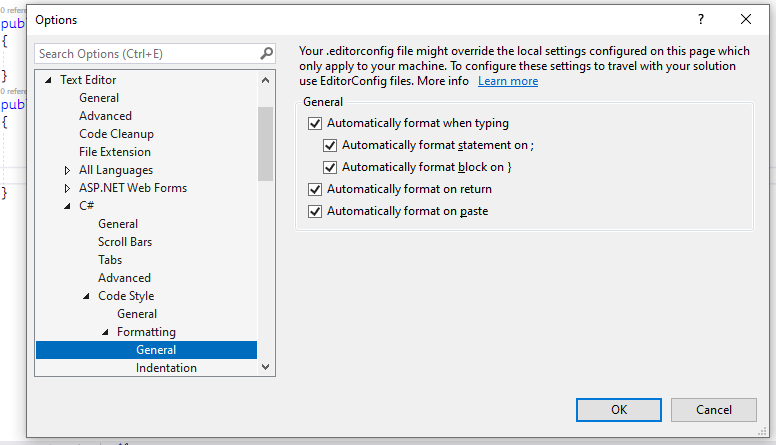 0 refere
pub
{
}
0 referen
pub
{
}
Options
?
Search Options (Ctrl+E)
Text Editor
General
Advanced
Code Cleanup
File Extension
All Languages
ASP.NET Web Forms
C#
General
Scroll Bars
Tabs
Advanced
Code Style
General
Formatting
General
Indentation
Your .editorconfig file might override the local settings configured on this page which
only apply to your machine. To configure these settings to travel with your solution
use EditorConfig files. More info Learn more
General
Automatically format when typing
Automatically format statement on ;
Automatically format block on }
Automatically format on return
Automatically format on paste
OK
Cancel